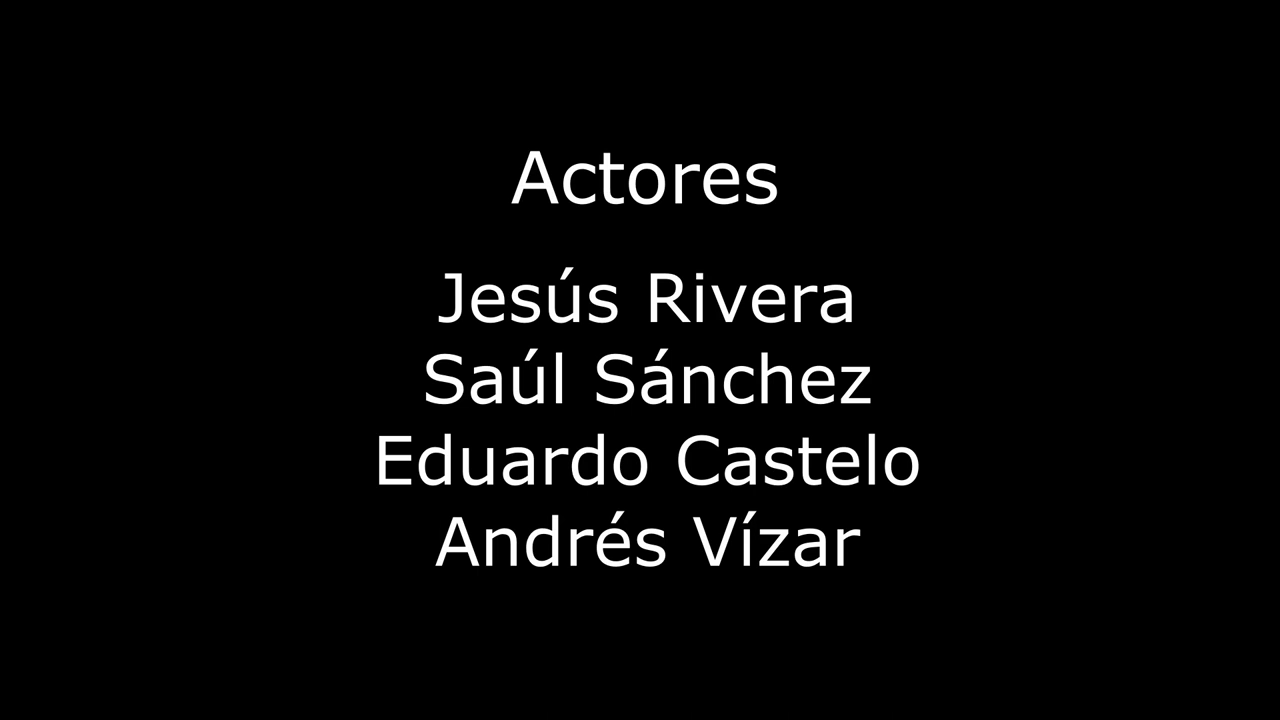 Actores
Jesús Rivera
Saúl Sánchez
Eduardo Castelo
Andrés Vízar